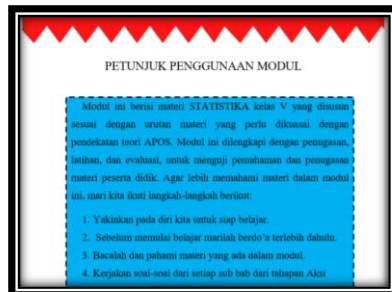 PETUNJUK PENGGUNAAN MODUL
Modul ini berisi materi STATISTIKA kelas V yang disusun
sesuai dengan urutan materi yang perlu dikuasai dengan
pendekatan teori APOS. Modul ini dilengkapi dengan penugasan,
latihan, dan evaluasi, untuk menguji pemahaman dan penugasan
materi peserta didik. Agar lebih memahami materi dalam modul
ini, mari kita ikuti langkah-langkah berikut:
1. Yakinkan pada diri kita untuk siap belajar.
2. Sebelum memulai belajar marilah berdo’a terlebih dahulu.
3. Bacalah dan pahami materi yang ada dalam modul.
4. Kerjakan soal-soal dari setiap sub bab dari tahapan Aksi